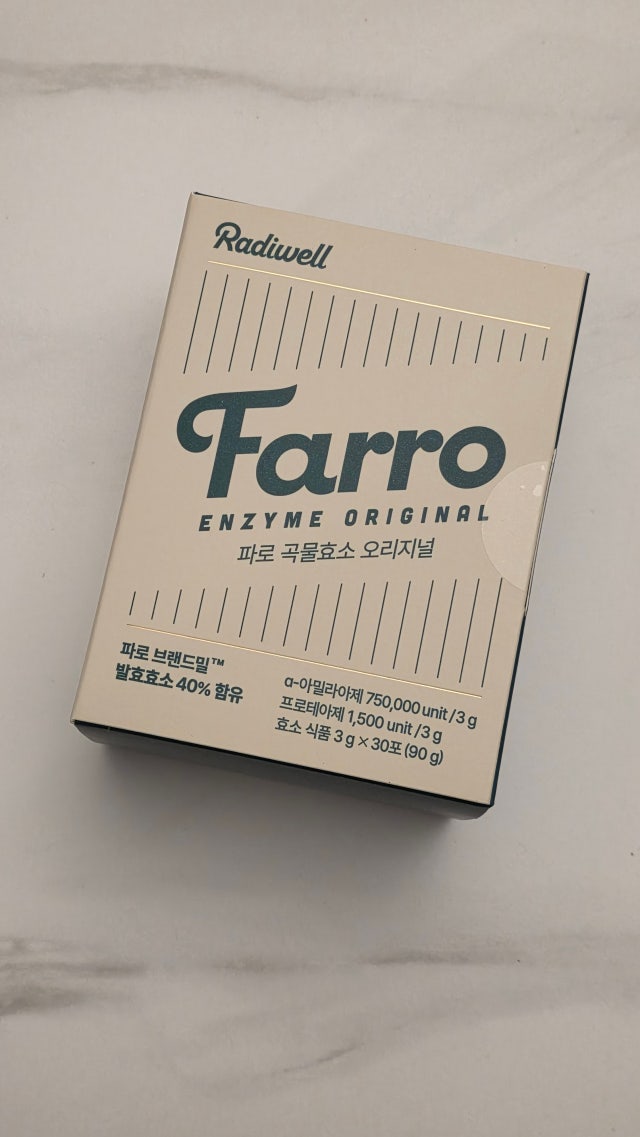 Radiwell
Farro
ENZYME ORIGINAL
파로 곡물효소 오리지널
파로 브랜드밀™
발효효소 40% 함유
α-아밀라아제 750,000 unit /3 g
프로테아제 1,500 unit /3 g
효소 식품 3 g × 30포 (90 g)